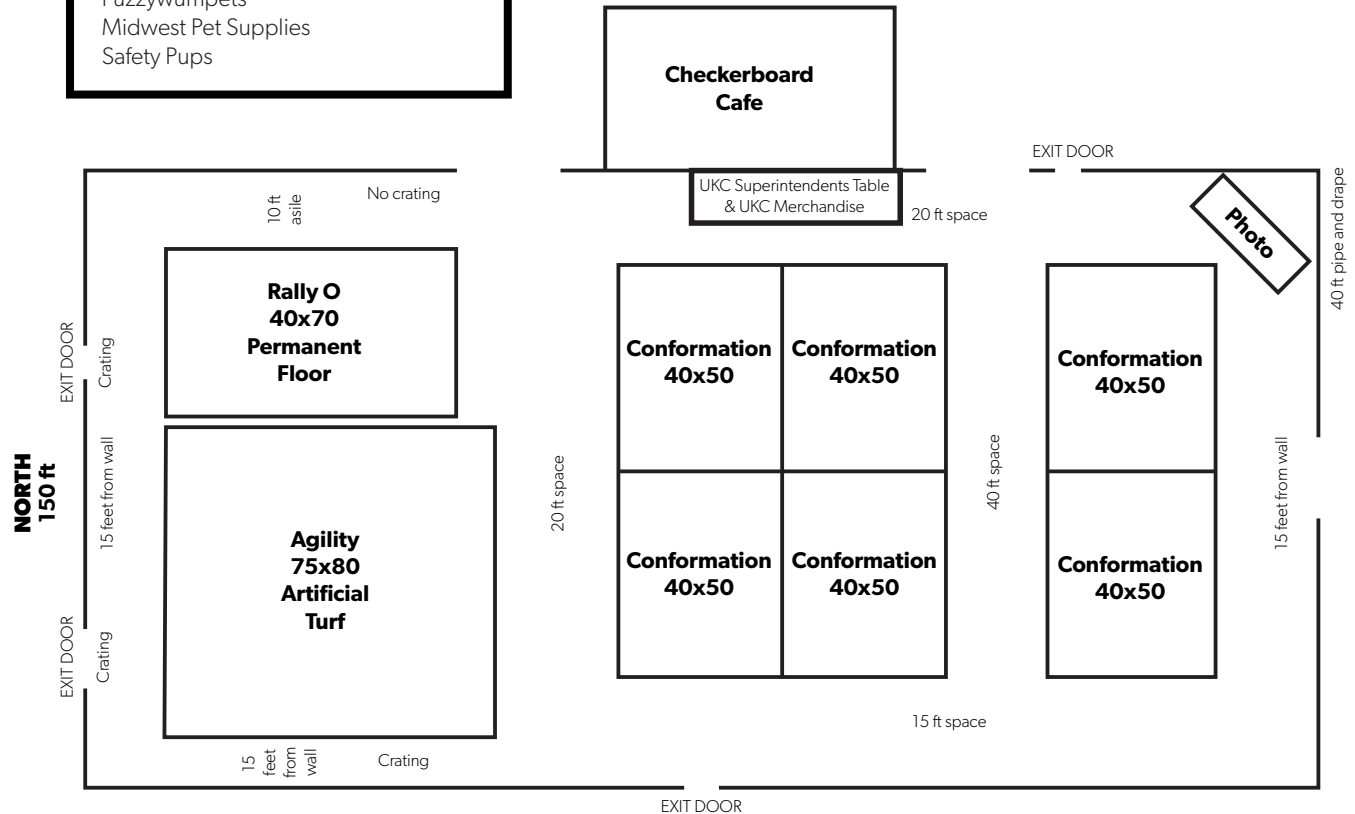 Fuzzywumpets
Midwest Pet Supplies
Safety Pups
Checkerboard
Cafe
EXIT DOOR
No crating
10 ft
asile
UKC Superintendents Table
& UKC Merchandise
20 ft space
Photo
40 ft pipe and drape
Rally O
40x70
Permanent
Floor
EXIT DOOR
Crating
Conformation
40x50
Conformation
40x50
Conformation
40x50
NORTH
150 ft
15 feet from wall
20 ft space
40 ft space
15 feet from wall
Agility
75x80
Artificial
Turf
Conformation
40x50
Conformation
40x50
Conformation
40x50
EXIT DOOR
Crating
15 ft space
15
feet
from
wall
Crating
EXIT DOOR